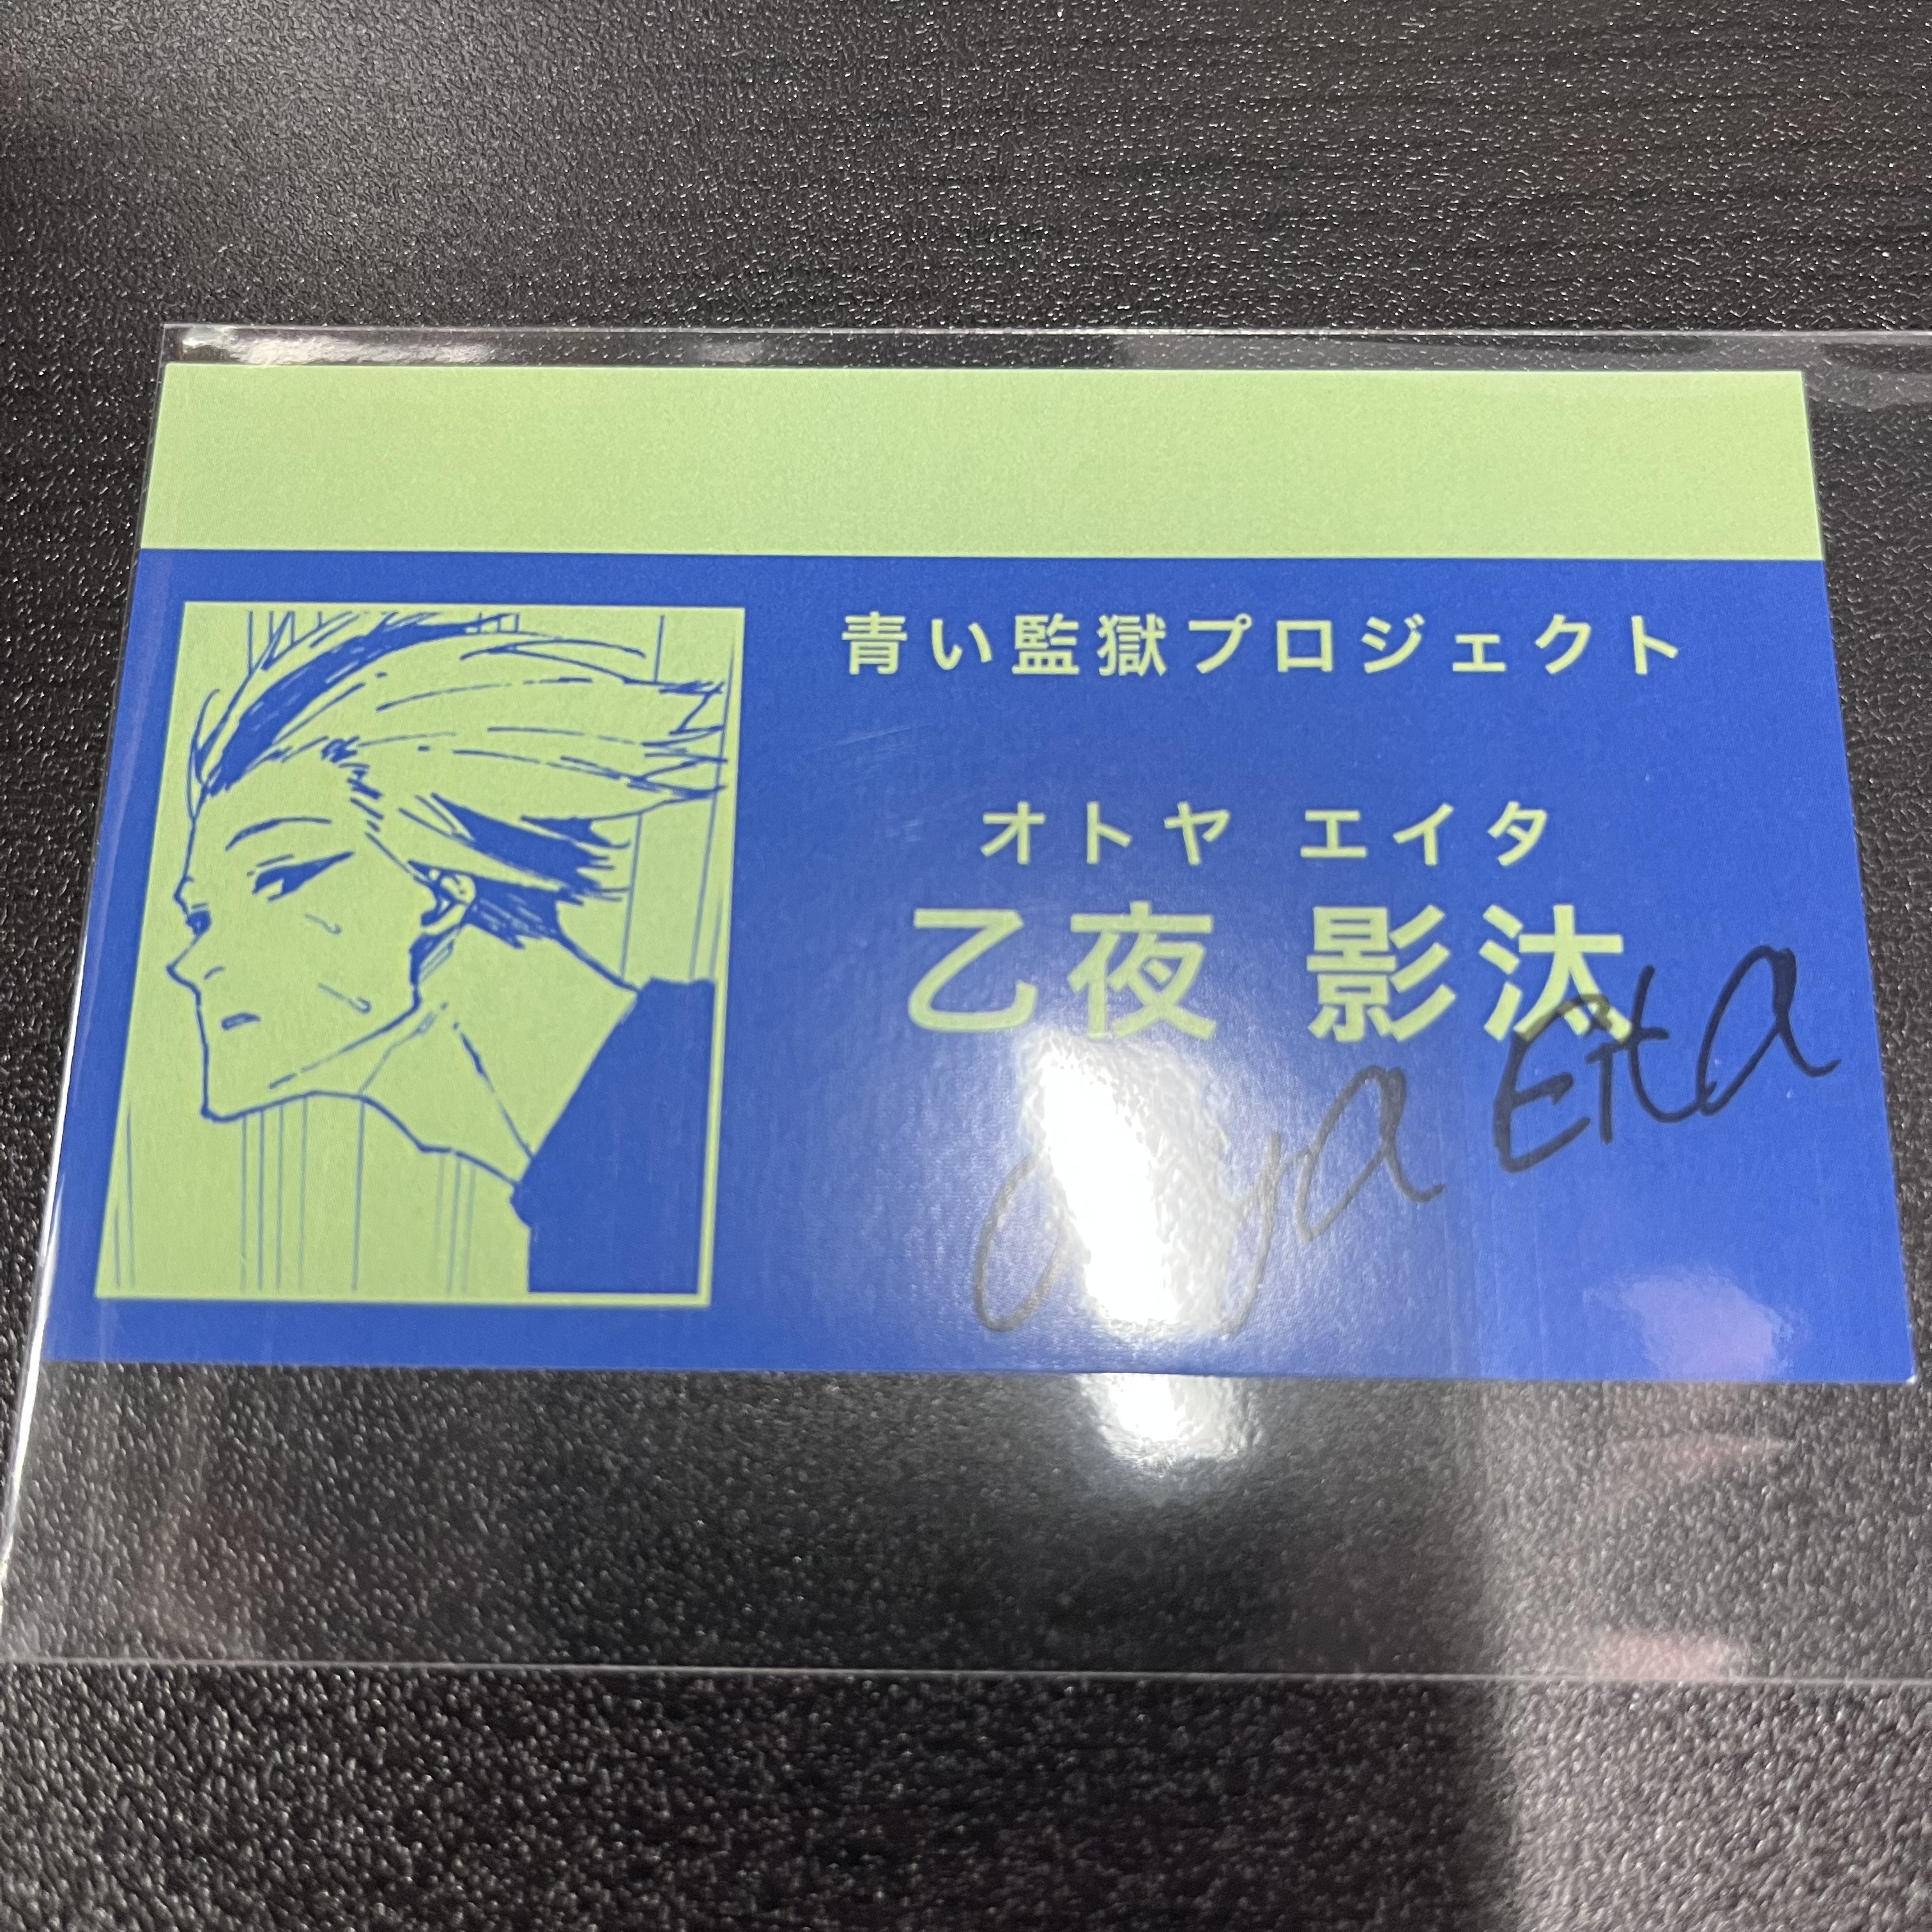 青い監獄プロジェクト
オトヤ エイタ
乙夜 影汰
Eita